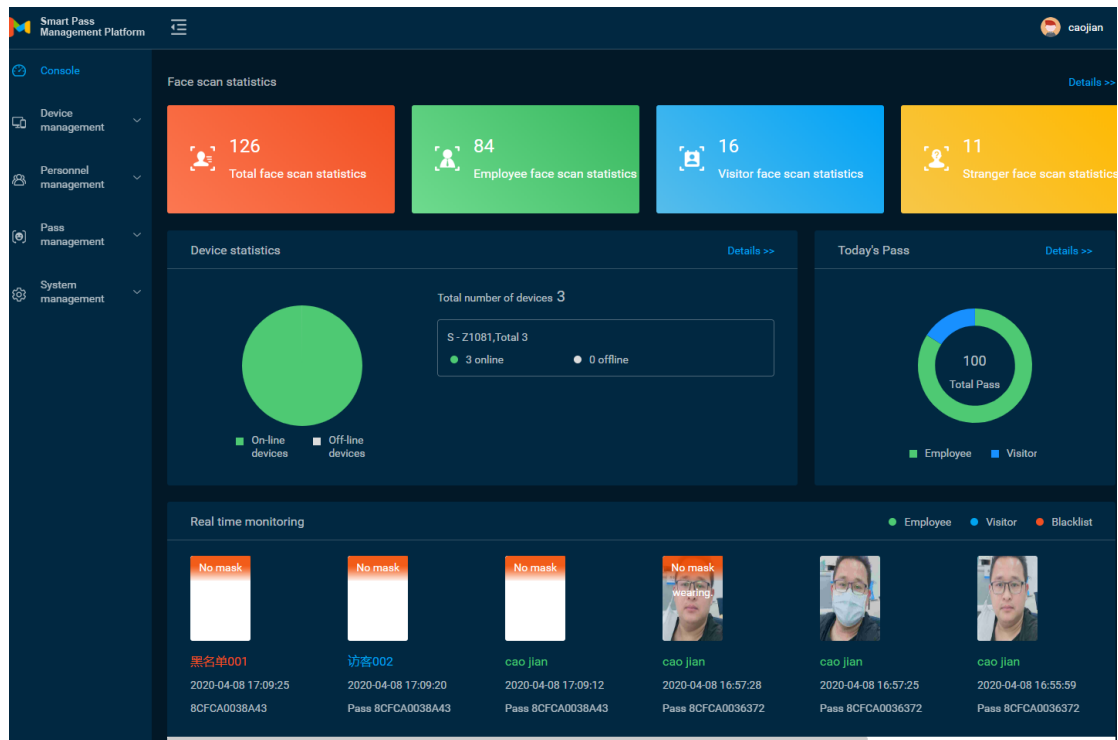 Smart Pass
Management Platform
caojian
Console
Device
management
Personnel
management
Pass
management
System
management
Face scan statistics
Details >>
126
Total face scan statistics
84
Employee face scan statistics
16
Visitor face scan statistics
11
Stranger face scan statistics
Device statistics
Details >>
Total number of devices 3
S - Z1081,Total 3
3 online
0 offline
On-line
devices
Off-line
devices
Today's Pass
Details >>
100
Total Pass
Employee
Visitor
Real time monitoring
Employee
Visitor
Blacklist
No mask
No mask
No mask
No mask
wearing.
黑名单001
访客002
cao jian
cao jian
cao jian
cao jian
2020-04-08 17:09:25
2020-04-08 17:09:20
2020-04-08 17:09:12
2020-04-08 16:57:28
2020-04-08 16:57:25
2020-04-08 16:55:59
8CFCA0038A43
Pass 8CFCA0038A43
Pass 8CFCA0038A43
Pass 8CFCA0036372
Pass 8CFCA0036372
Pass 8CFCA0036372